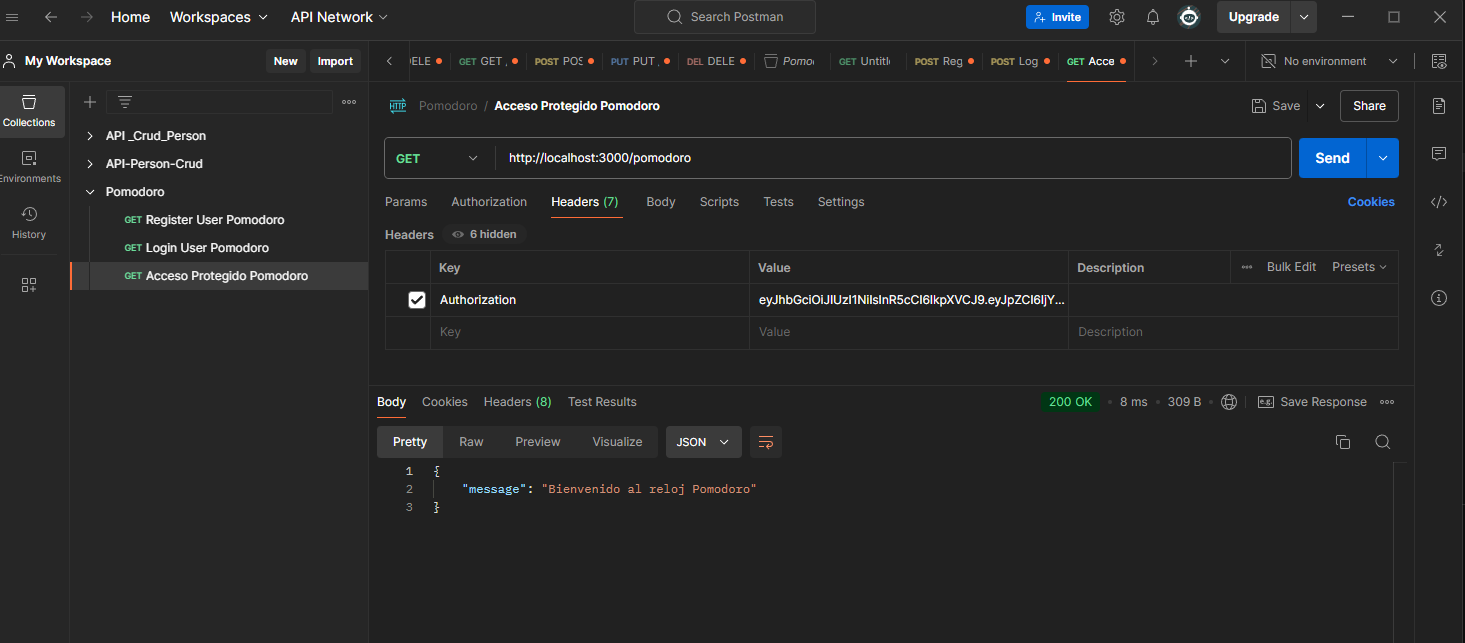 Home Workspaces API Network Search Postman Invite Upgrade
My Workspace New Import ELE GET GET POST POS PUT PUT DEL DELE Pomo GET Untitl POST Reg POST Log GET Acce No environment
Collections
Environments
History
API _Crud_Person
API-Person-Crud
Pomodoro
GET Register User Pomodoro
GET Login User Pomodoro
GET Acceso Protegido Pomodoro
HTTP Pomodoro / Acceso Protegido Pomodoro Save Share
GET http://localhost:3000/pomodoro Send
Params Authorization Headers (7) Body Scripts Tests Settings Cookies
Headers 6 hidden
Key Value Description Bulk Edit Presets
Authorization eyJhbGciOiJIUzI1NiIsInR5cCI6IkpXVCJ9.eyJpZCI6IjY...
Key Value Description
Body Cookies Headers (8) Test Results 200 OK 8 ms 309 B e.g. Save Response
Pretty Raw Preview Visualize JSON
1 {
2 "message": "Bienvenido al reloj Pomodoro"
3 }